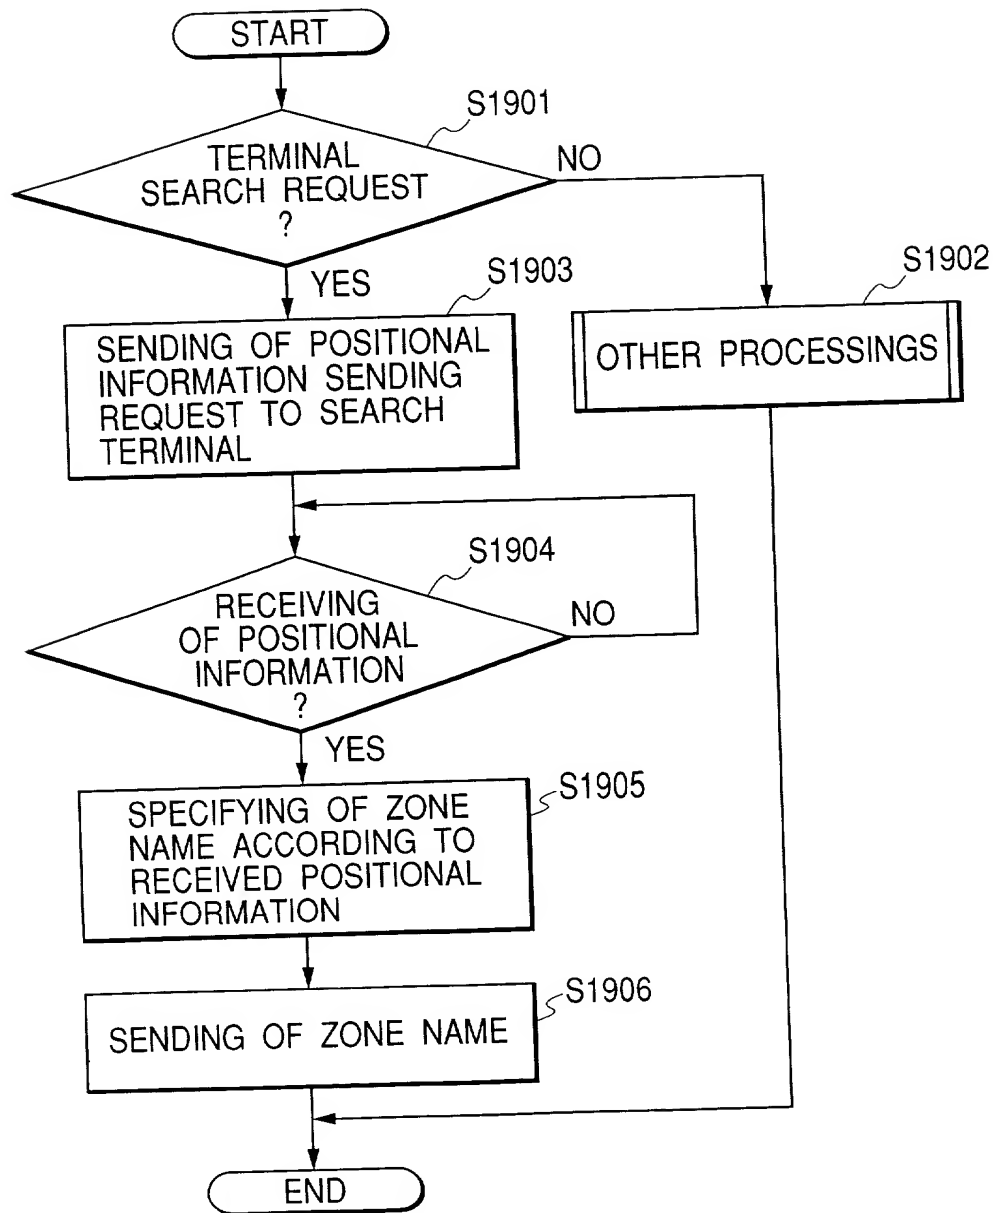 START
S1901
TERMINAL
SEARCH REQUEST
?
NO
YES
S1903
S1902
SENDING OF POSITIONAL
INFORMATION SENDING
REQUEST TO SEARCH
TERMINAL
OTHER PROCESSINGS
S1904
RECEIVING
OF POSITIONAL
INFORMATION
?
NO
YES
S1905
SPECIFYING OF ZONE
NAME ACCORDING TO
RECEIVED POSITIONAL
INFORMATION
S1906
SENDING OF ZONE NAME
END